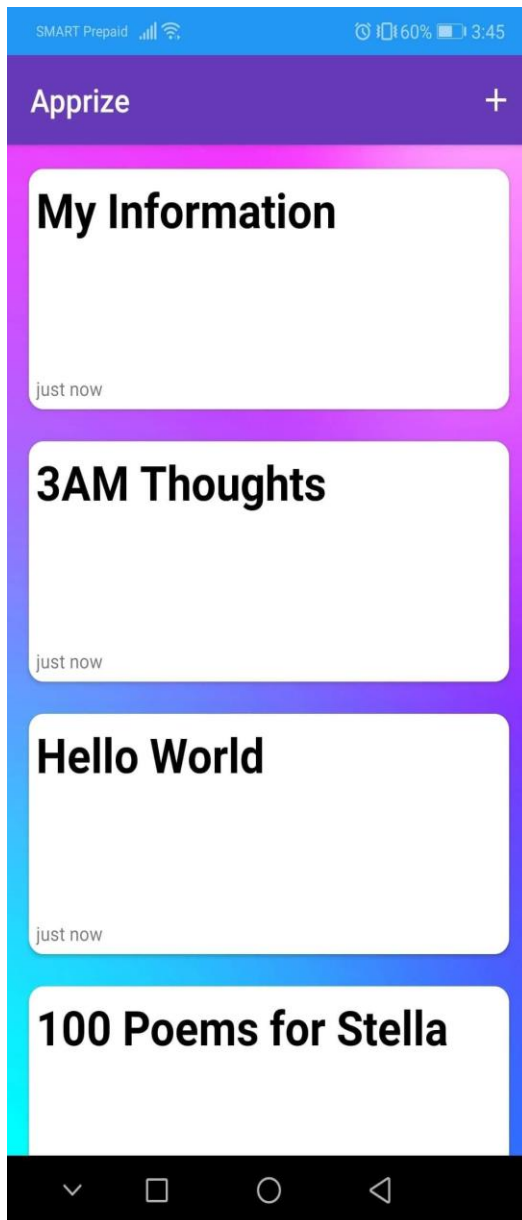 SMART Prepaid 60% 3:45
Apprize +
My Information
just now
3AM Thoughts
just now
Hello World
just now
100 Poems for Stella